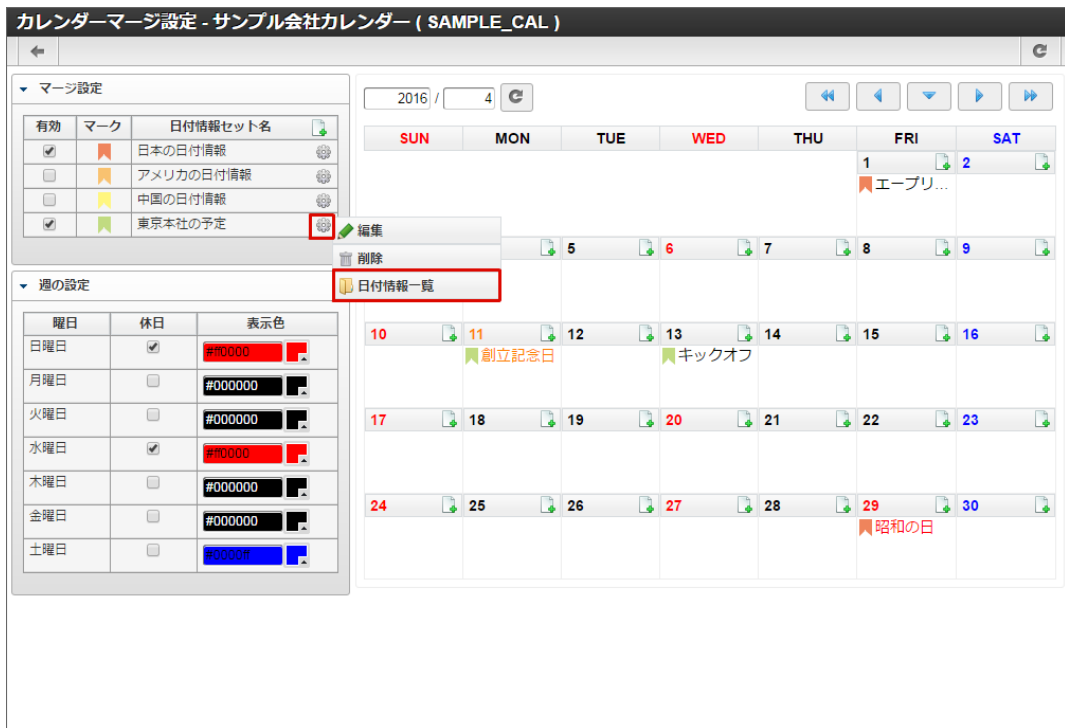 カレンダーマージ設定 - サンプル会社カレンダー ( SAMPLE_CAL )
マージ設定
有効 マーク 日付情報セット名
日本の日付情報
アメリカの日付情報
中国の日付情報
東京本社の予定
編集
削除
日付情報一覧
週の設定
曜日 休日 表示色
日曜日 #ff0000
月曜日 #000000
火曜日 #000000
水曜日 #ff0000
木曜日 #000000
金曜日 #000000
土曜日 #0000ff
2016 / 4
SUN MON TUE WED THU FRI SAT
1 2
エープリ...
5 6 7 8 9
10 11 12 13 14 15 16
創立記念日 キックオフ
17 18 19 20 21 22 23
24 25 26 27 28 29 30
昭和の日